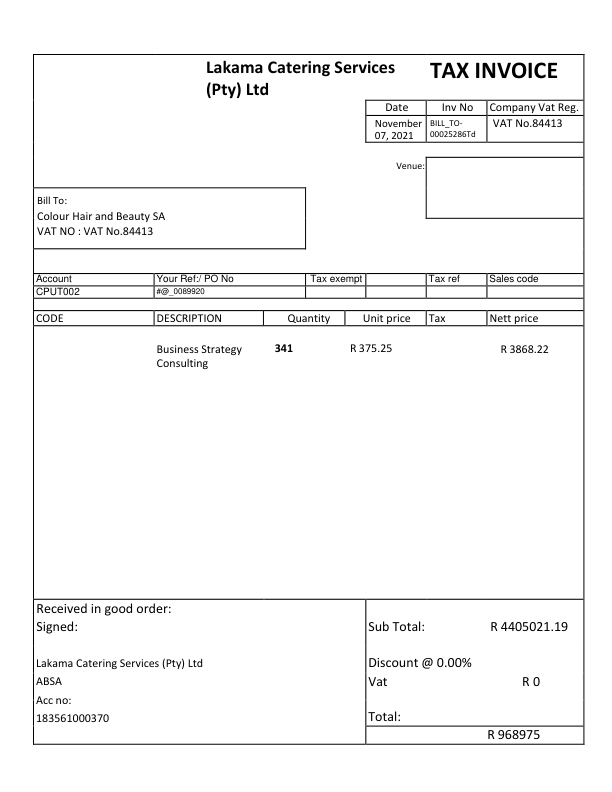 Lakama Catering Services
(Pty) Ltd
TAX INVOICE
Date Inv No Company Vat Reg.
November
07, 2021
BILL_TO-
00025286Td
VAT No.84413
Venue:
Bill To:
Colour Hair and Beauty SA
VAT NO : VAT No.84413
Account Your Ref:/ PO No Tax exempt Tax ref Sales code
CPUT002 #@_0089920
CODE DESCRIPTION Quantity Unit price Tax Nett price
Business Strategy 341 R 375.25 R 3868.22
Consulting
Received in good order:
Signed:
Sub Total: R 4405021.19
Lakama Catering Services (Pty) Ltd
Discount @ 0.00%
ABSA
Vat R 0
Acc no:
183561000370
Total:
R 968975